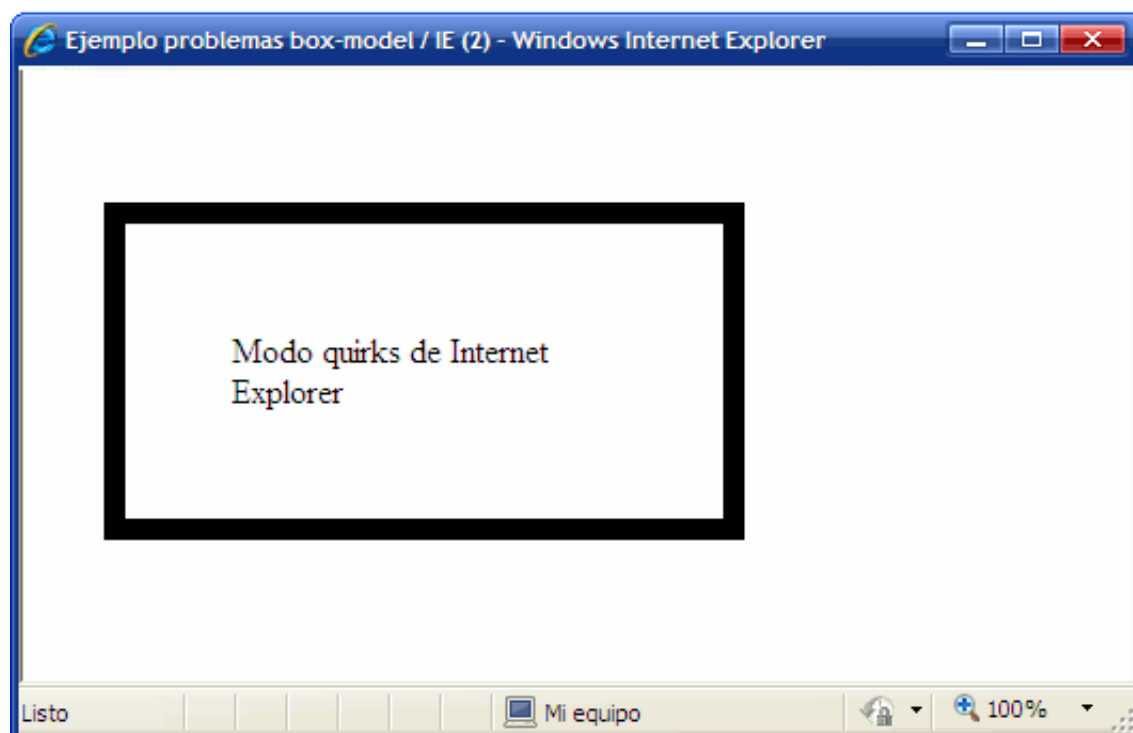 Ejemplo problemas box-model / IE (2) - Windows Internet Explorer
Modo quirks de Internet
Explorer
Listo
Mi equipo
100%